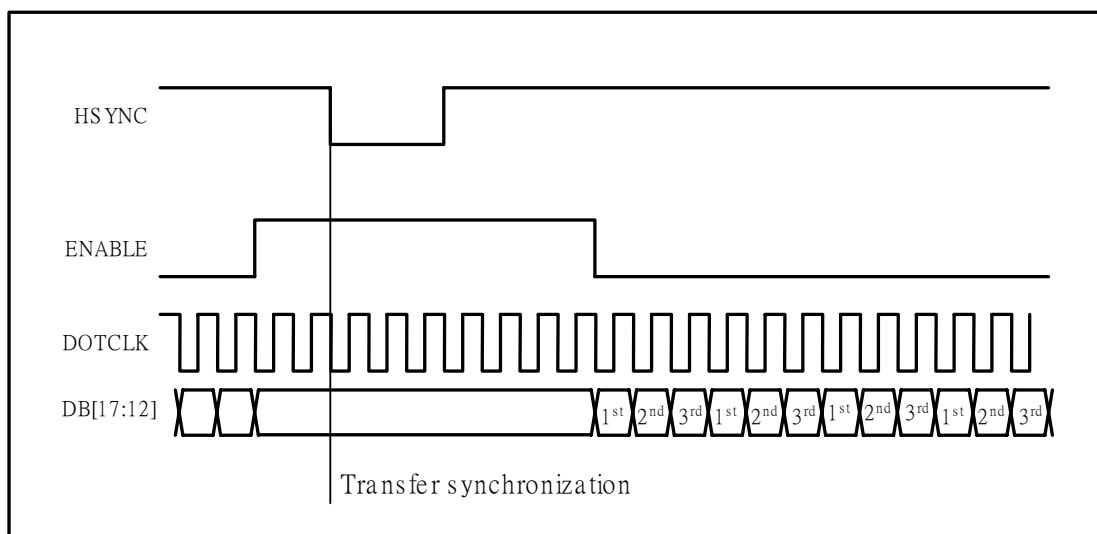 HSYNC
ENABLE
DOTCLK
DB[17:12] 1st 2nd 3rd 1st 2nd 3rd 1st 2nd 3rd 1st 2nd 3rd
Transfer synchronization